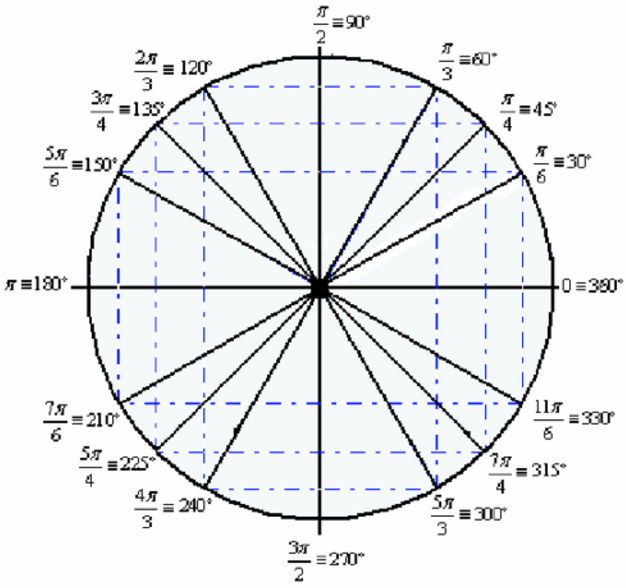 π/2 ≡ 90°
2π/3 ≡ 120°
π/3 ≡ 60°
3π/4 ≡ 135°
π/4 ≡ 45°
5π/6 ≡ 150°
π/6 ≡ 30°
π ≡ 180°
0 ≡ 360°
7π/6 ≡ 210°
11π/6 ≡ 330°
5π/4 ≡ 225°
7π/4 ≡ 315°
4π/3 ≡ 240°
5π/3 ≡ 300°
3π/2 ≡ 270°